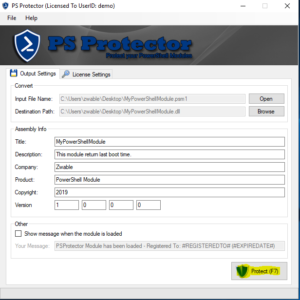 PS Protector (Licensed To UserID: demo)
File Help
PS Protector
Protect your PowerShell Modules
Output Settings License Settings
Convert
Input File Name: C:\Users\zwable\Desktop\MyPowerShellModule.psm1 Open
Destination Path: C:\Users\zwable\Desktop\MyPowerShellModule.dll Browse
Assembly Info
Title: MyPowerShellModule
Description: This module return last boot time.
Company: Zwable
Product: PowerShell Module
Copyright: 2019
Version 1 0 0 0
Other
Show message when the module is loaded
Your Message: PSProtector Module has been loaded - Registered To: #REGISTEREDTO# (#EXPIREDATE#)
Protect (F7)